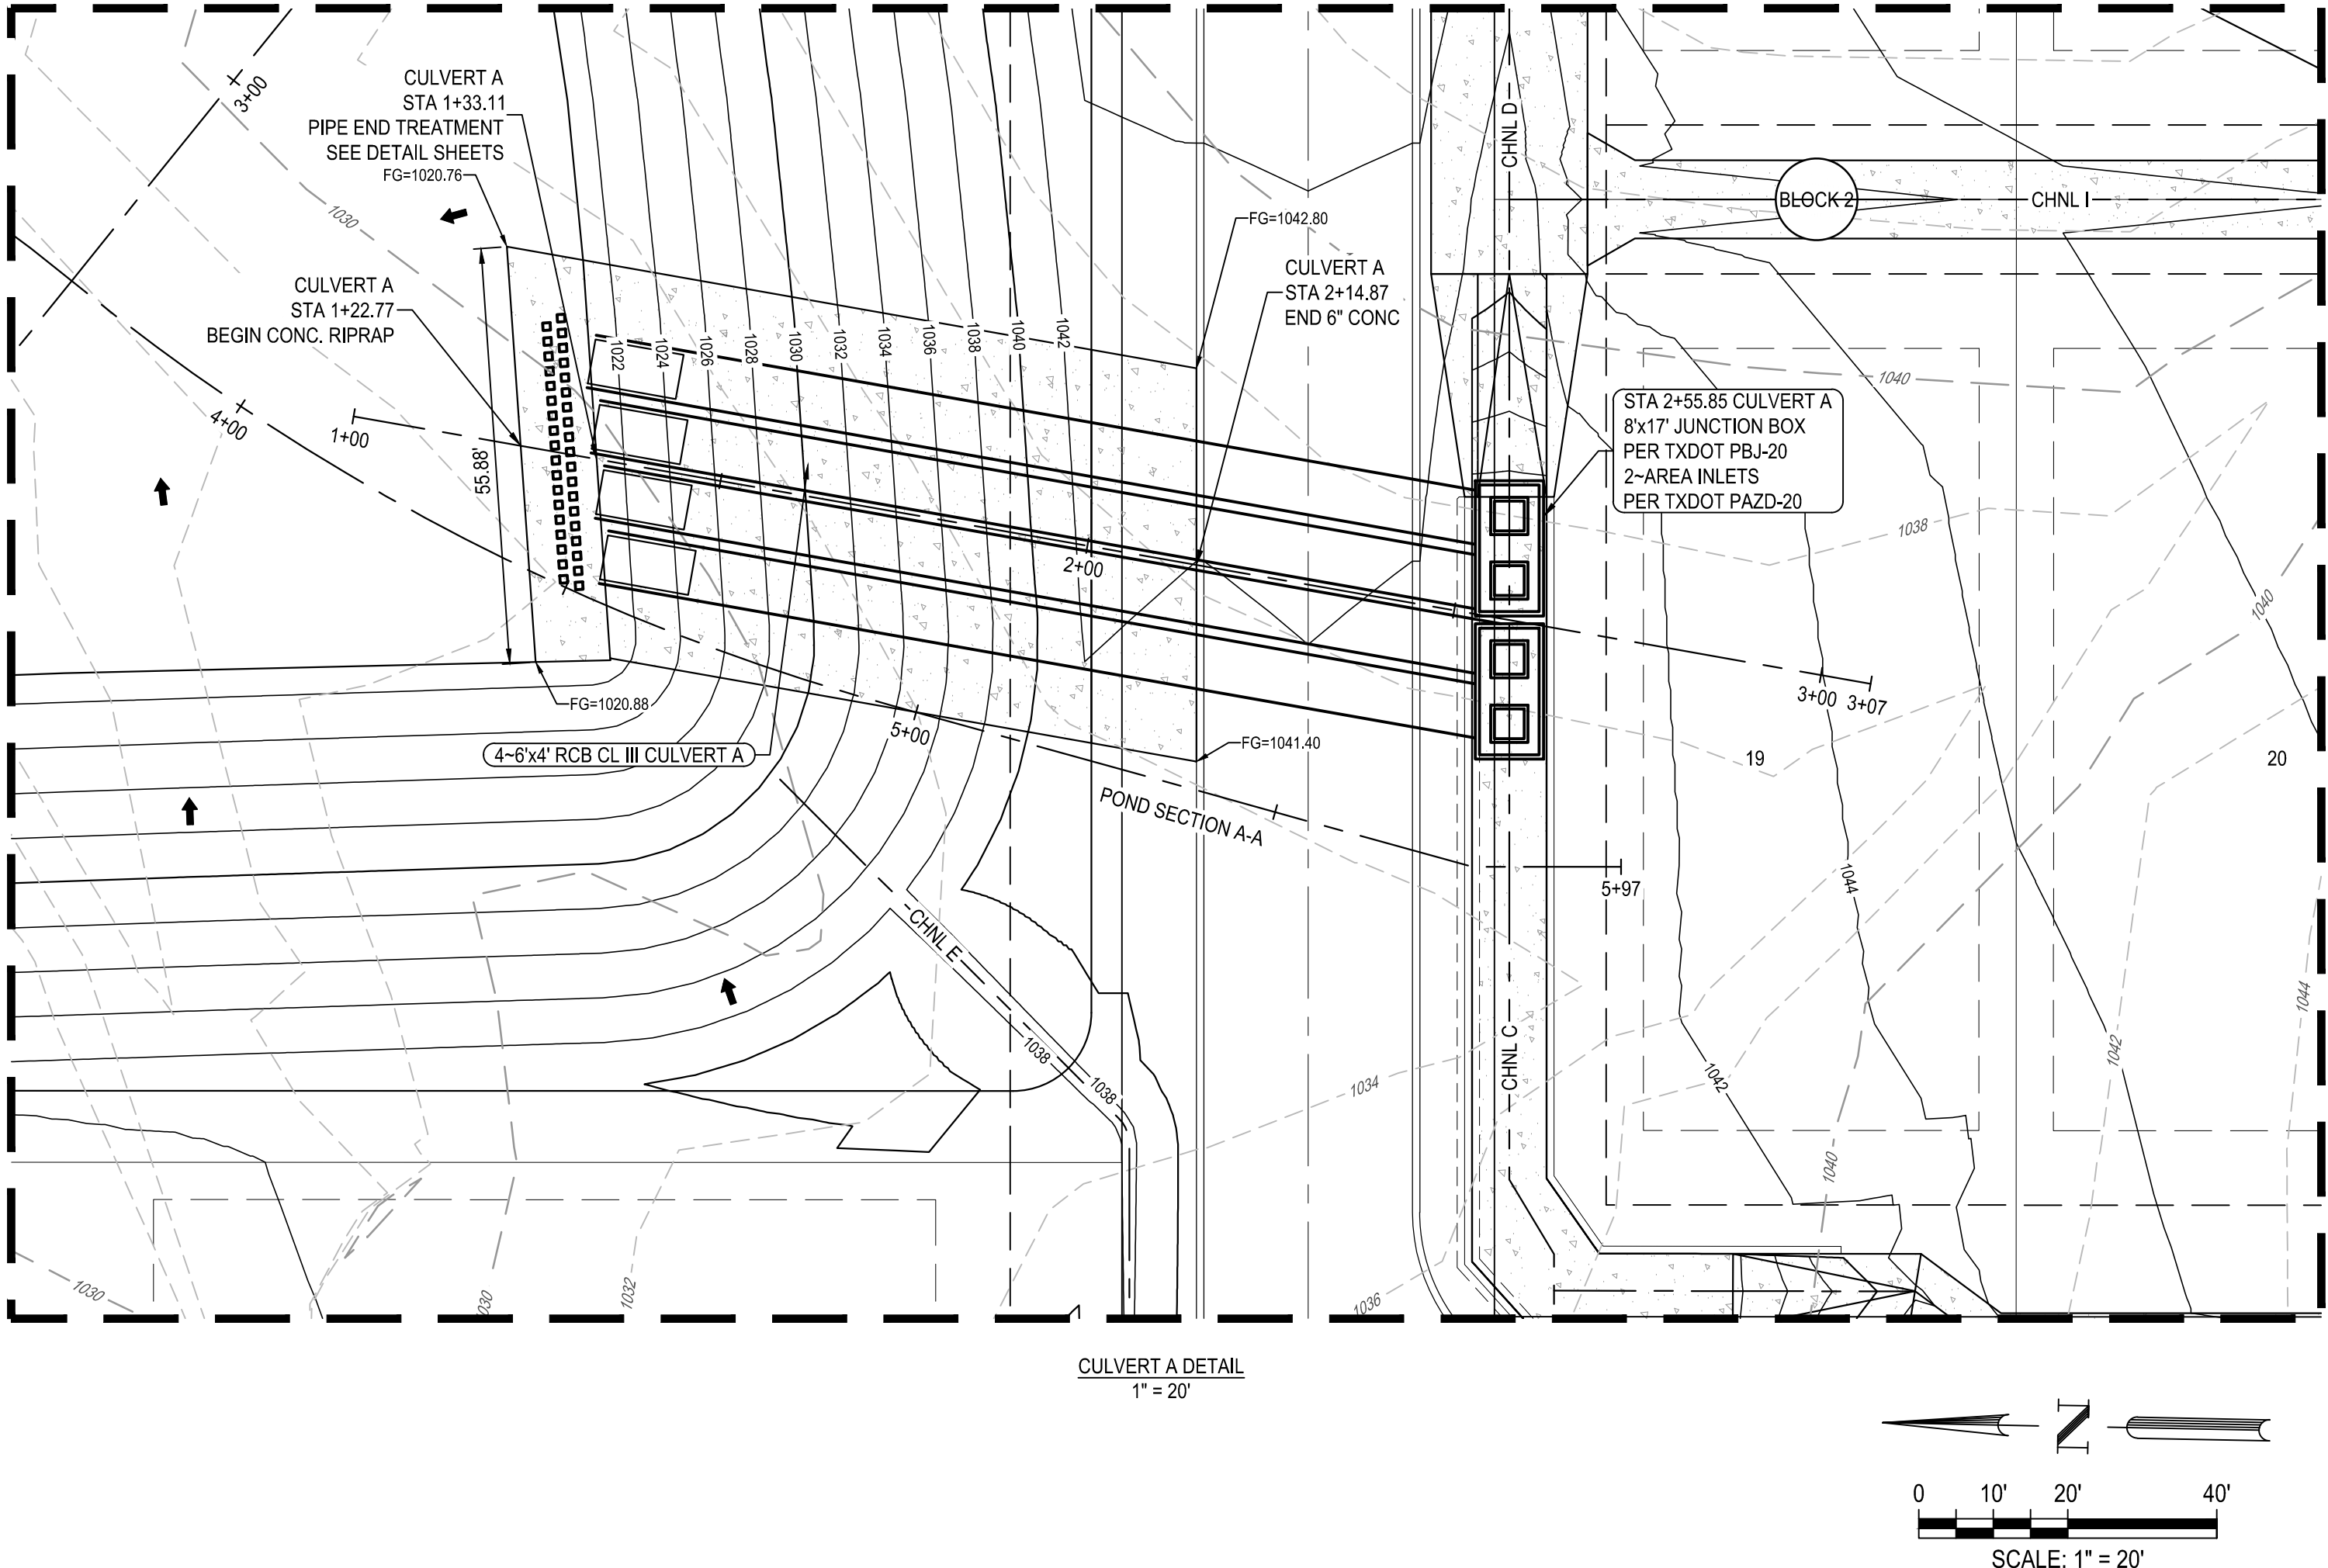 CULVERT A
STA 1+33.11
PIPE END TREATMENT
SEE DETAIL SHEETS
FG=1020.76
3+00
1030
CULVERT A
STA 1+22.77
BEGIN CONC. RIPRAP
4+00
1+00
55.88'
1022
1024
1026
1028
1030
1032
1034
1036
1038
1040
1042
FG=1042.80
CULVERT A
STA 2+14.87
END 6" CONC
CHNL D
BLOCK 2
CHNL I
1040
STA 2+55.85 CULVERT A
8'x17' JUNCTION BOX
PER TXDOT PBJ-20
2~AREA INLETS
PER TXDOT PAZD-20
1038
1040
2+00
3+00
3+07
FG=1020.88
4~6'x4' RCB CL III CULVERT A
5+00
FG=1041.40
POND SECTION A-A
19
20
5+97
1044
CHNL E
1038
1038
CHNL C
1034
1042
1042
1044
1040
1030
030
1032
1036
CULVERT A DETAIL
1" = 20'
N
0 10' 20' 40'
SCALE: 1" = 20'